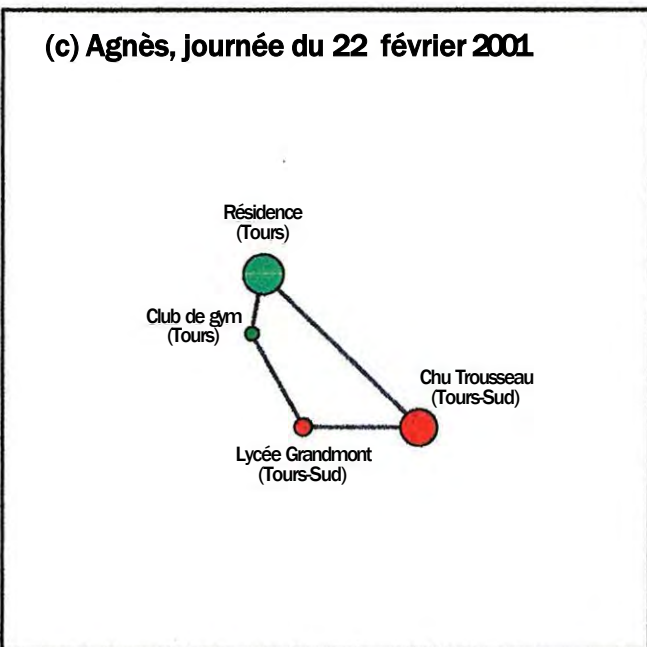 (c) Agnès, journée du 22 février 2001
Résidence
(Tours)
Club de gym
(Tours)
Chu Trousseau
(Tours-Sud)
Lycée Grandmont
(Tours-Sud)